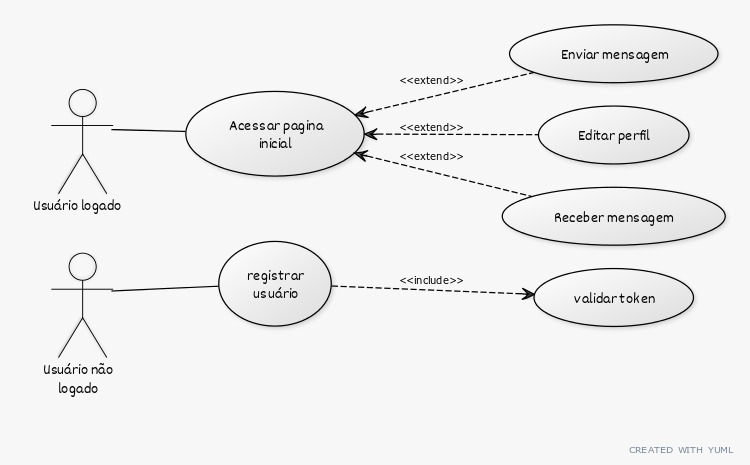 Enviar mensagem
<<extend>>
Acessar pagina
inicial
<<extend>>
Editar perfil
<<extend>>
Usuário logado
Receber mensagem
registrar
usuário
<<include>>
validar token
Usuário não
logado
CREATED WITH YUML